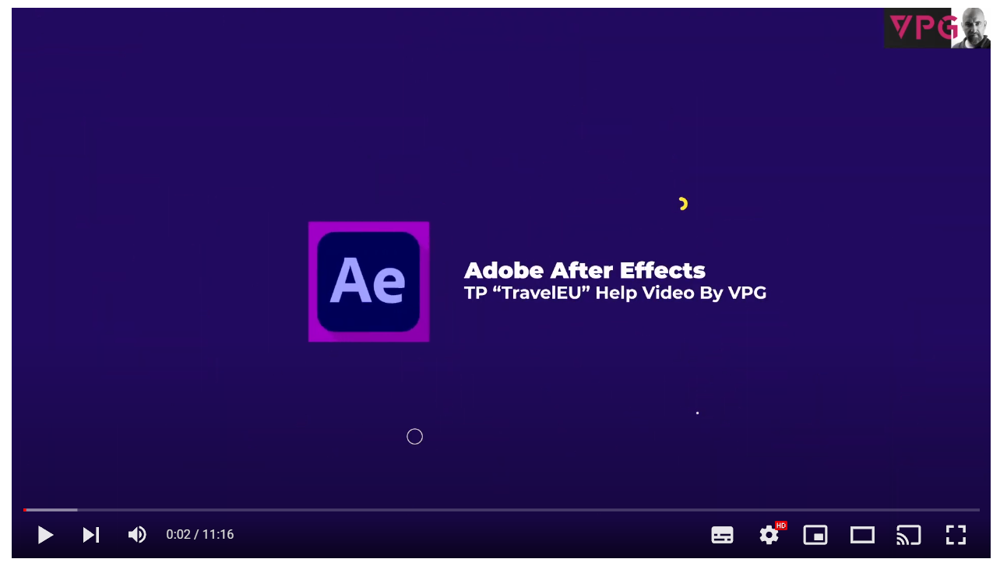 VPG
Ae
Adobe After Effects
TP “TravelEU” Help Video By VPG
0:02 / 11:16
HD